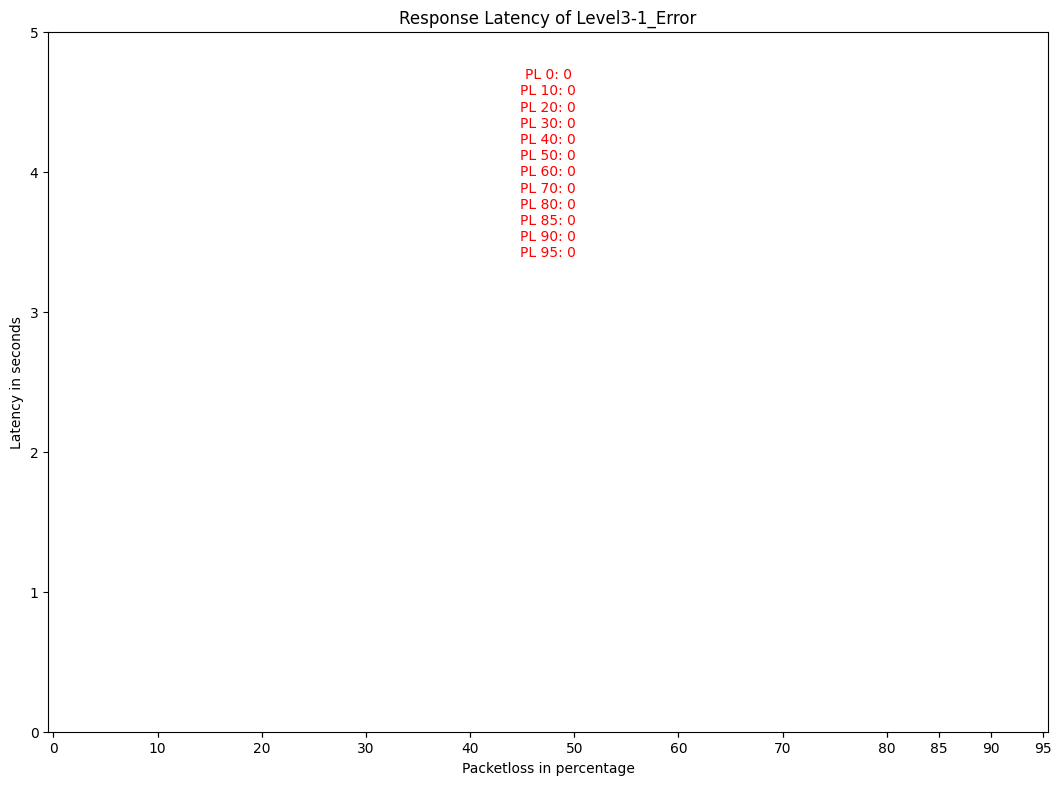 Response Latency of Level3-1_Error
5
PL 0: 0
PL 10: 0
PL 20: 0
PL 30: 0
PL 40: 0
PL 50: 0
PL 60: 0
PL 70: 0
PL 80: 0
PL 85: 0
PL 90: 0
PL 95: 0
4
3
2
1
0
Latency in seconds
0 10 20 30 40 50 60 70 80 85 90 95
Packetloss in percentage